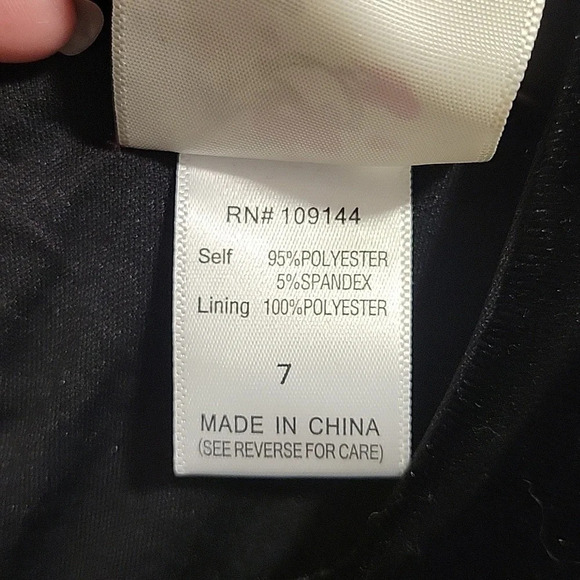 RN# 109144
Self 95%POLYESTER
5%SPANDEX
Lining 100%POLYESTER
7
MADE IN CHINA
(SEE REVERSE FOR CARE)